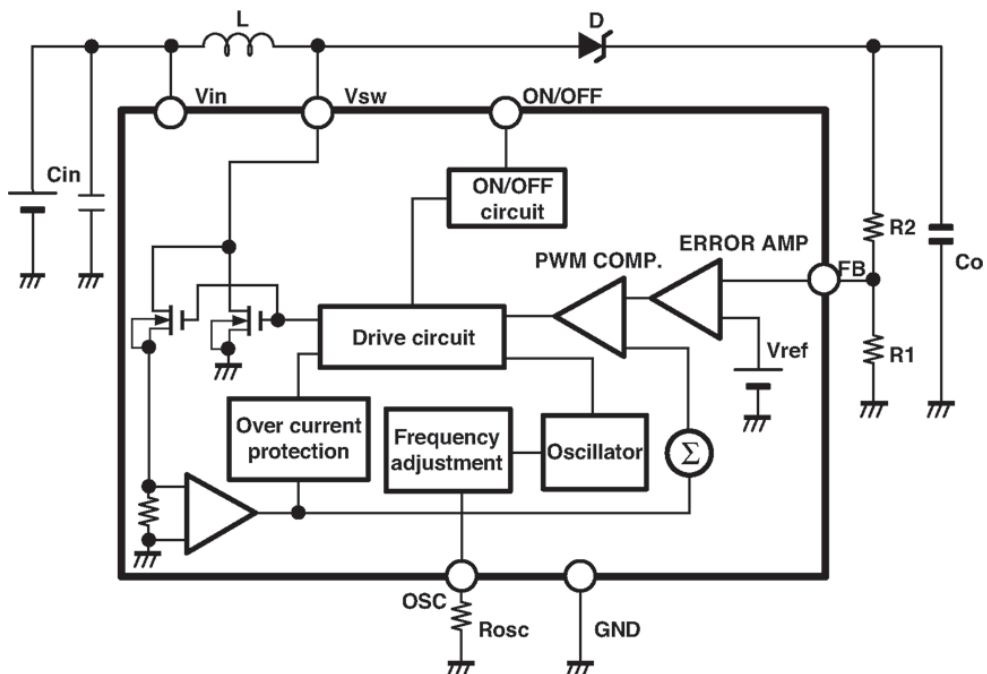 L
D
Vin
Vsw
ON/OFF
Cin
ON/OFF
circuit
ERROR AMP
PWM COMP.
R2
FB
Co
Drive circuit
Vref
R1
Over current
protection
Frequency
adjustment
Oscillator
Σ
OSC
Rosc
GND